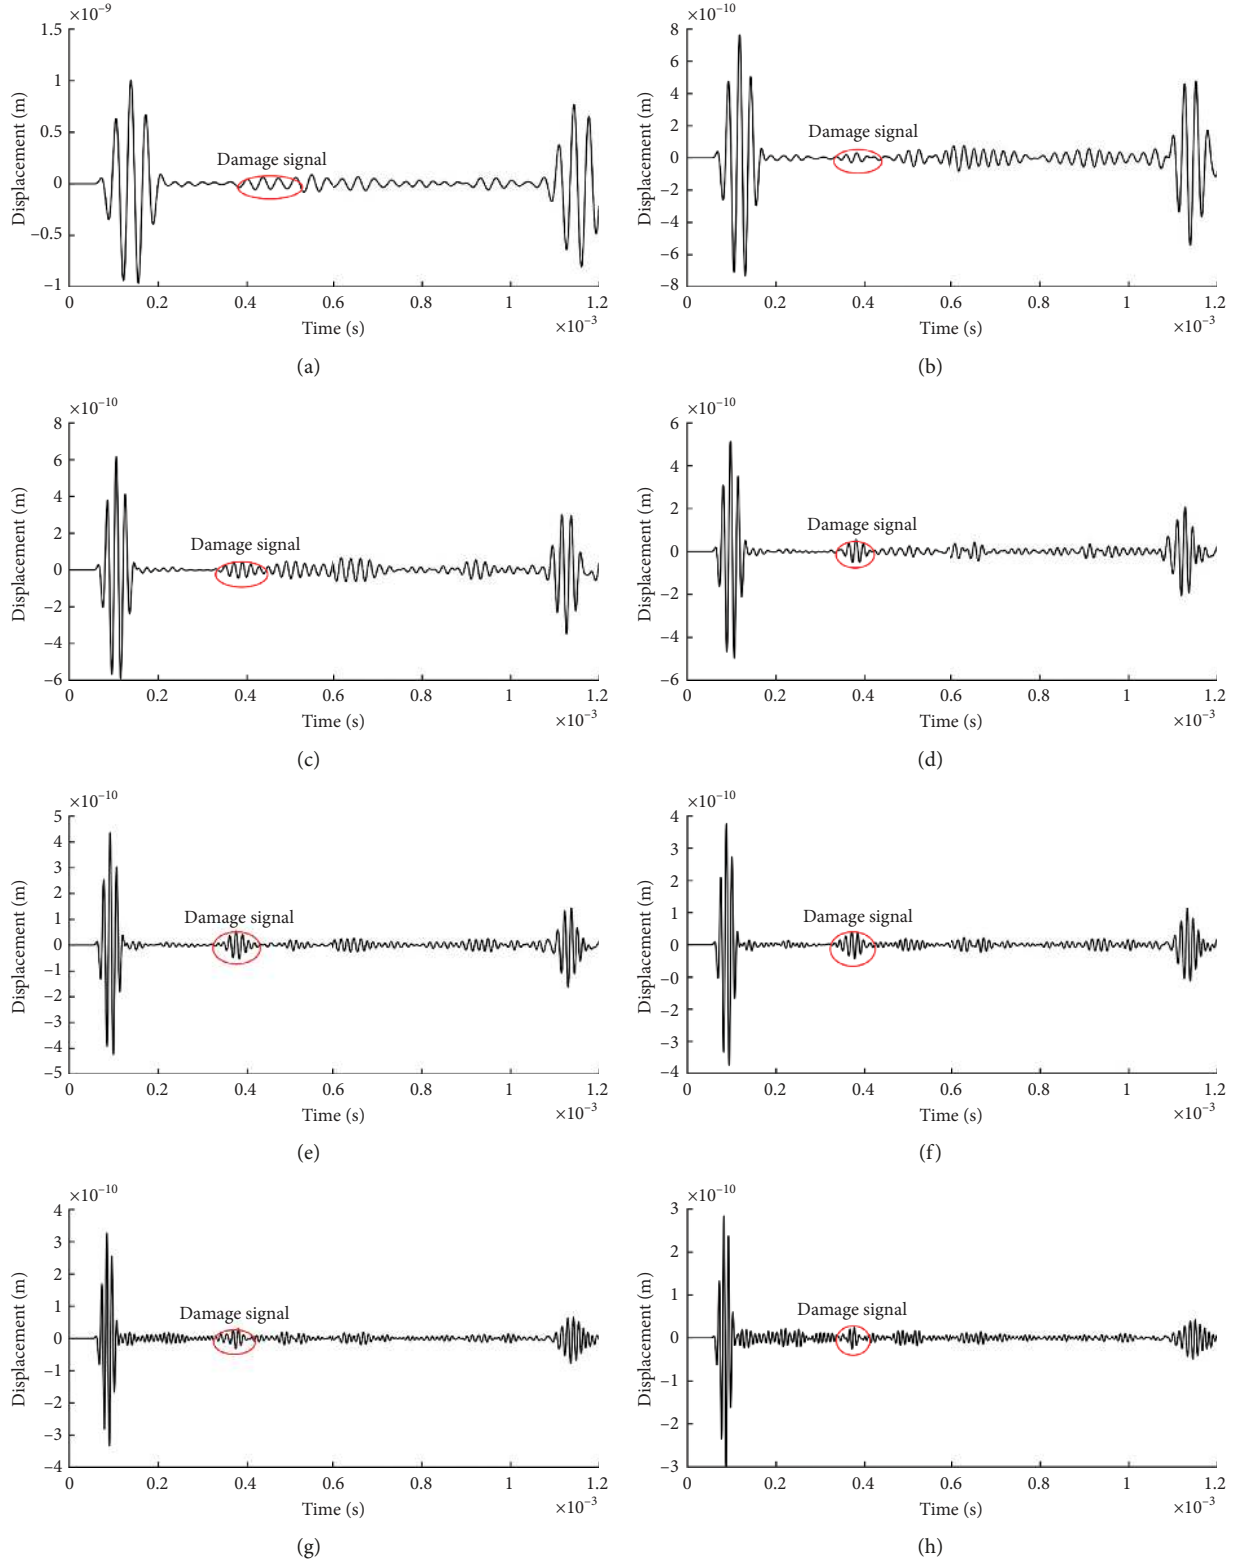 ×10⁻⁹
1.5
1
0.5
0
–0.5
–1
Displacement (m)
Damage signal
0 0.2 0.4 0.6 0.8 1 1.2
Time (s) ×10⁻³
(a)
×10⁻¹⁰
8
6
4
2
0
–2
–4
–6
–8
Displacement (m)
Damage signal
0 0.2 0.4 0.6 0.8 1 1.2
Time (s) ×10⁻³
(b)
×10⁻¹⁰
8
6
4
2
0
–2
–4
–6
Displacement (m)
Damage signal
0 0.2 0.4 0.6 0.8 1 1.2
Time (s) ×10⁻³
(c)
×10⁻¹⁰
6
4
2
0
–2
–4
–6
Displacement (m)
Damage signal
0 0.2 0.4 0.6 0.8 1 1.2
Time (s) ×10⁻³
(d)
×10⁻¹⁰
5
4
3
2
1
0
–1
–2
–3
–4
–5
Displacement (m)
Damage signal
0 0.2 0.4 0.6 0.8 1 1.2
Time (s) ×10⁻³
(e)
×10⁻¹⁰
4
3
2
1
0
–0
–2
–3
–4
Displacement (m)
Damage signal
0 0.2 0.4 0.6 0.8 1 1.2
Time (s) ×10⁻³
(f)
×10⁻¹⁰
4
3
2
1
0
–1
–2
–3
–4
Displacement (m)
Damage signal
0 0.2 0.4 0.6 0.8 1 1.2
Time (s) ×10⁻³
(g)
×10⁻¹⁰
3
2
1
0
–1
–2
–3
Displacement (m)
Damage signal
0 0.2 0.4 0.6 0.8 1 1.2
Time (s) ×10⁻³
(h)